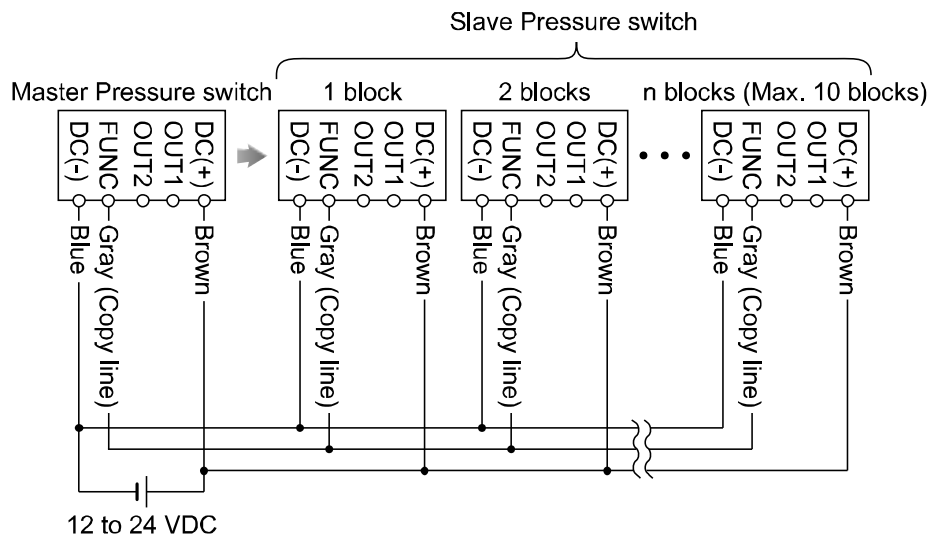 Slave Pressure switch
Master Pressure switch
1 block
2 blocks
n blocks (Max. 10 blocks)
DC(-)
FUNC
OUT2
OUT1
DC(+)
DC(-)
FUNC
OUT2
OUT1
DC(+)
DC(-)
FUNC
OUT2
OUT1
DC(+)
DC(-)
FUNC
OUT2
OUT1
DC(+)
Blue
Gray (Copy line)
Brown
Blue
Gray (Copy line)
Brown
Blue
Gray (Copy line)
Brown
Blue
Gray (Copy line)
Brown
12 to 24 VDC